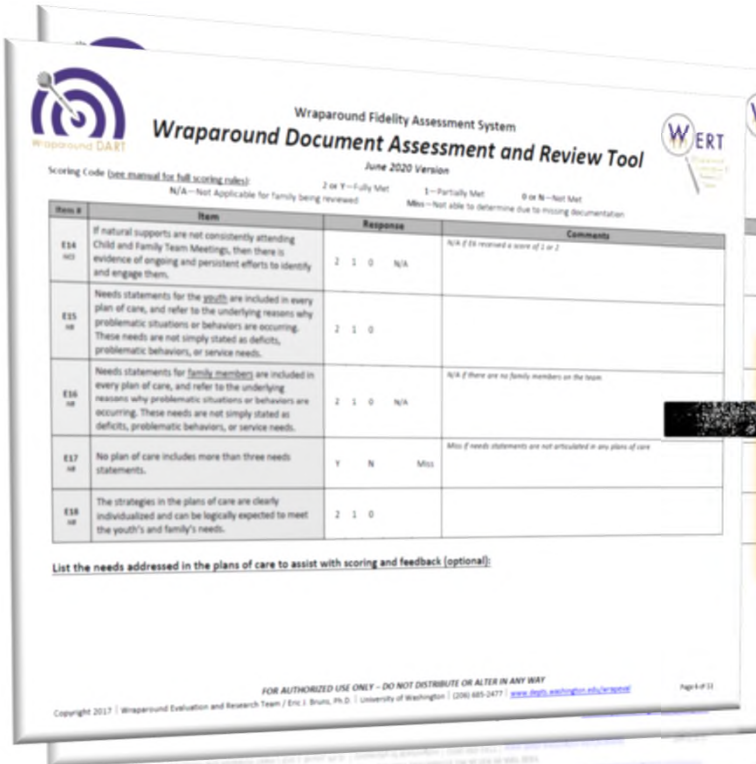 Wraparound DART
Wraparound Fidelity Assessment System
Wraparound Document Assessment and Review Tool
June 2020 Version
WERT
Scoring Code (see manual for full scoring rules):
2 or Y—Fully Met 1—Partially Met 0 or N—Not Met
N/A—Not Applicable for family being reviewed Miss—Not able to determine due to missing documentation
Item # Item Response Comments
E14
If natural supports are not consistently attending
Child and Family Team Meetings, then there is
evidence of ongoing and persistent efforts to identify
and engage them.
2 1 0 N/A
N/A if E6 received a score of 1 or 2
E15
Needs statements for the youth are included in every
plan of care, and refer to the underlying reasons why
problematic situations or behaviors are occurring.
These needs are not simply stated as deficits,
problematic behaviors, or service needs.
2 1 0
E16
Needs statements for family members are included in
every plan of care, and refer to the underlying
reasons why problematic situations or behaviors are
occurring. These needs are not simply stated as
deficits, problematic behaviors, or service needs.
2 1 0 N/A
N/A if there are no family members on the team
E17
No plan of care includes more than three needs
statements.
Y N Miss
Miss if needs statements are not articulated in any plans of care
E18
The strategies in the plans of care are clearly
individualized and can be logically expected to meet
the youth's and family's needs.
2 1 0
List the needs addressed in the plans of care to assist with scoring and feedback (optional):
FOR AUTHORIZED USE ONLY – DO NOT DISTRIBUTE OR ALTER IN ANY WAY
Copyright 2017 | Wraparound Evaluation and Research Team / Eric J. Bruns, Ph.D. | University of Washington | (206) 685-2477 | www.depts.washington.edu/wrapeval